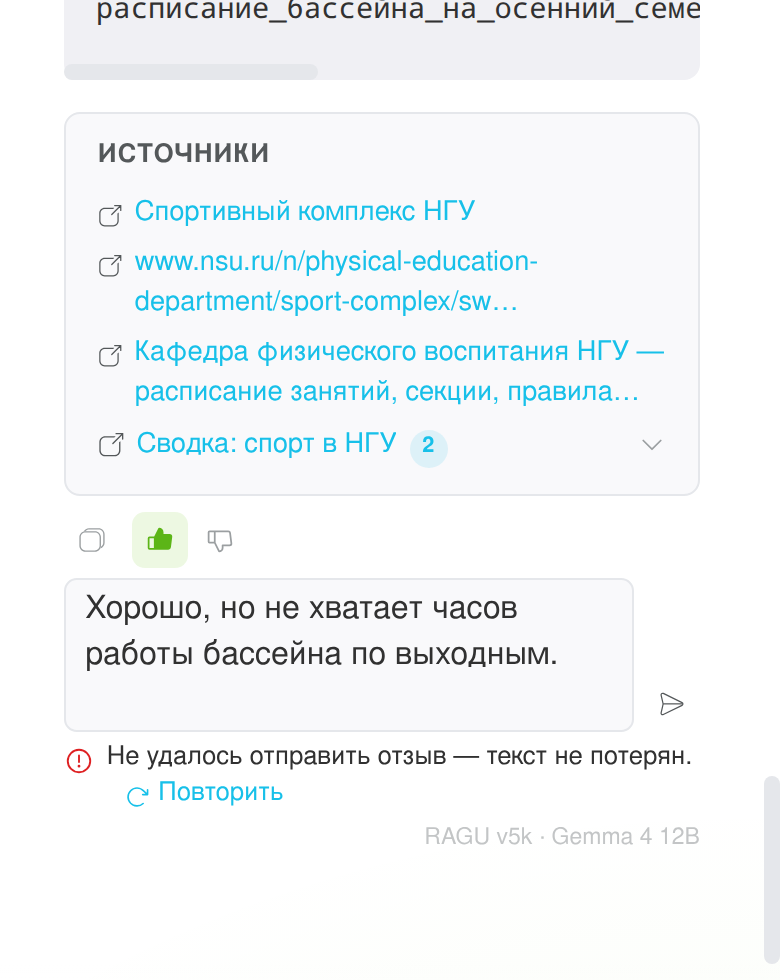 расписание_бассейна_на_осенний_семе
ИСТОЧНИКИ
Спортивный комплекс НГУ
www.nsu.ru/n/physical-education-
department/sport-complex/sw…
Кафедра физического воспитания НГУ —
расписание занятий, секции, правила…
Сводка: спорт в НГУ 2
Хорошо, но не хватает часов
работы бассейна по выходным.
Не удалось отправить отзыв — текст не потерян.
Повторить
RAGU v5k · Gemma 4 12B